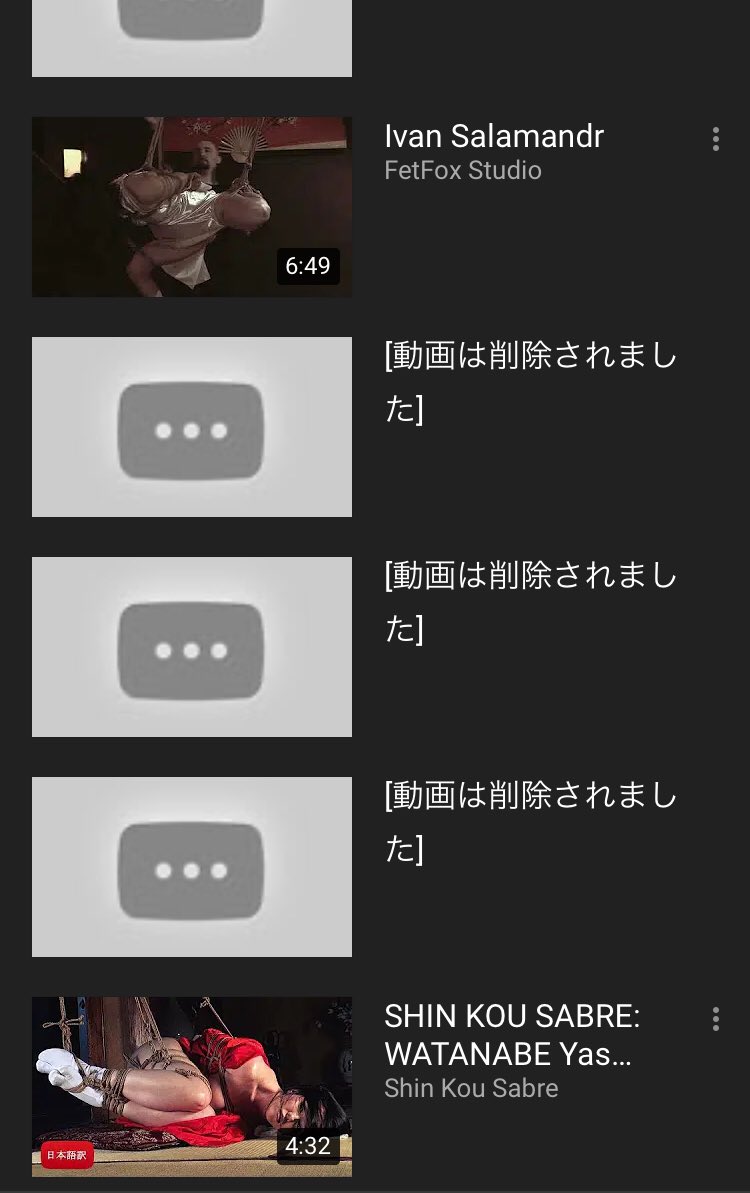 Ivan Salamandr
FetFox Studio
6:49
[動画は削除されまし
た]
[動画は削除されまし
た]
[動画は削除されまし
た]
SHIN KOU SABRE:
WATANABE Yas...
Shin Kou Sabre
4:32
日本語訳